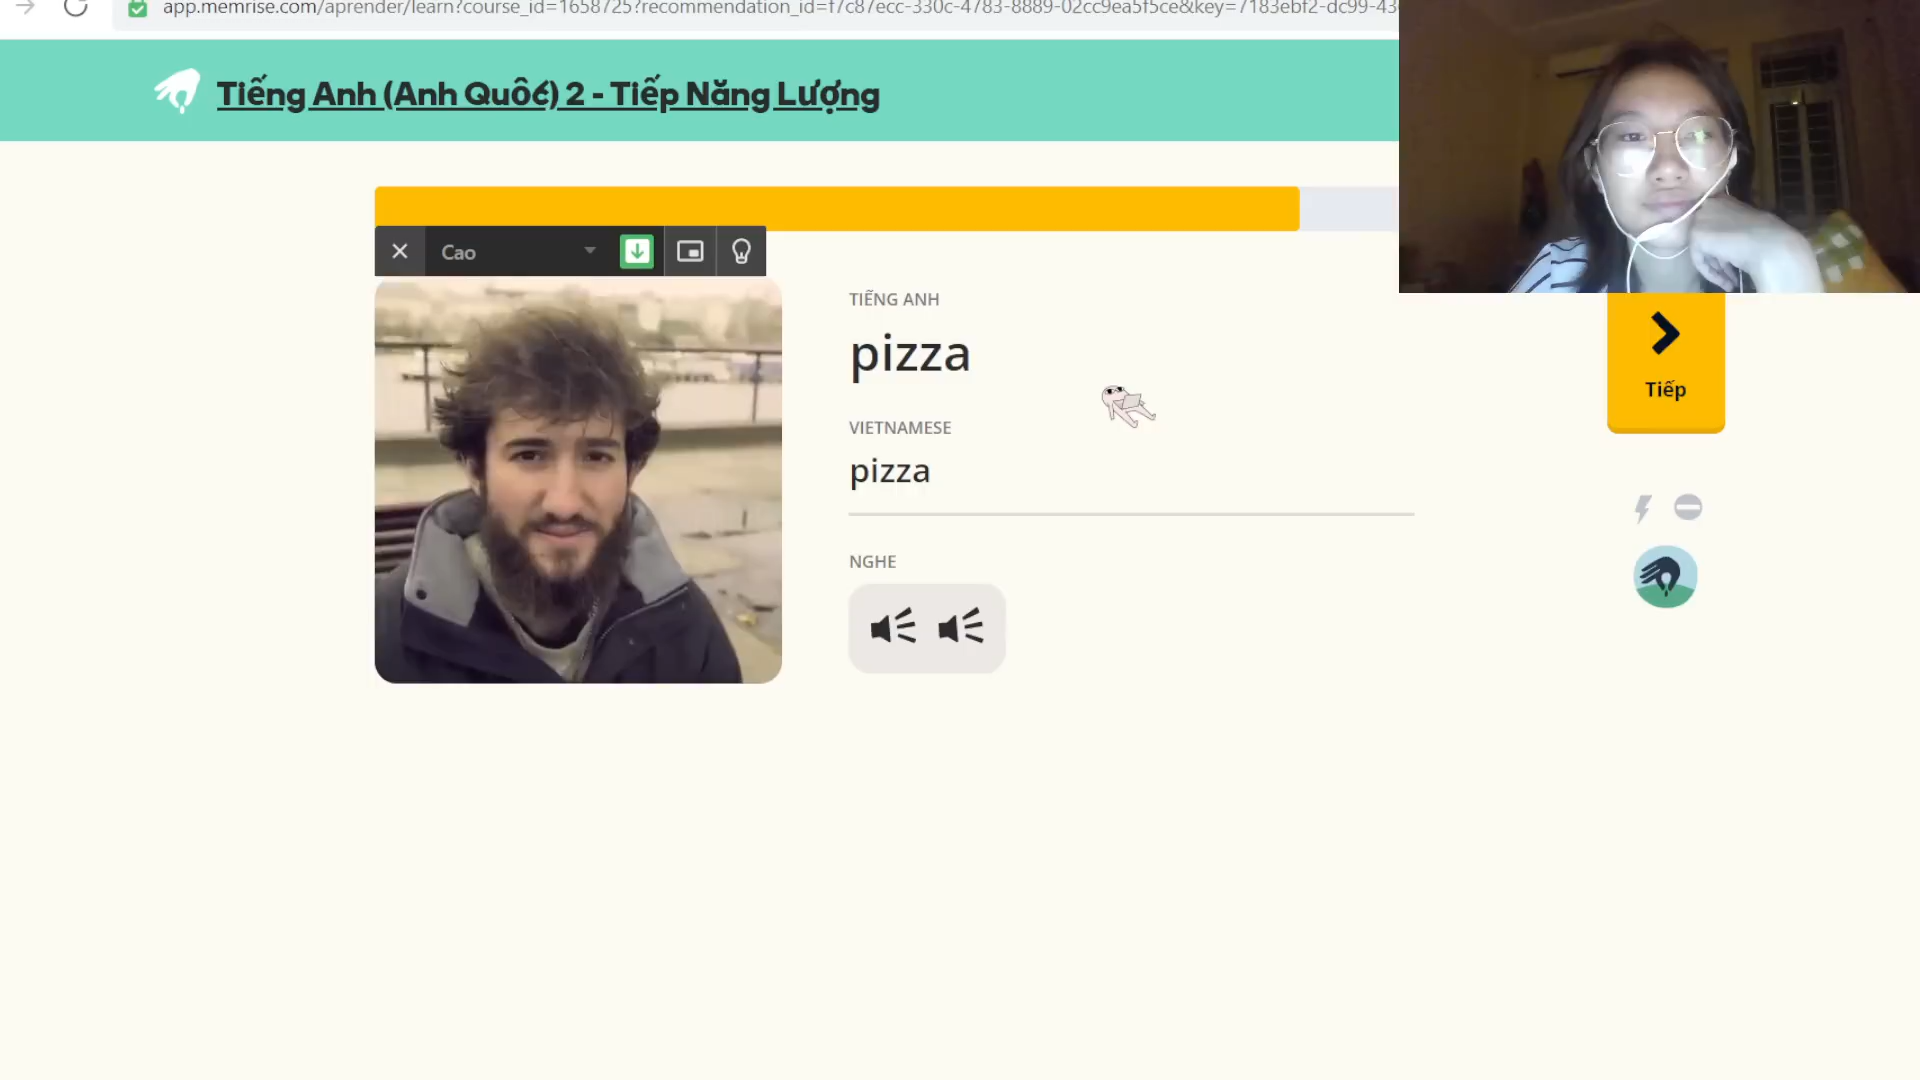 app.memrise.com/aprender/learn?course_id=1658725?recommendation_id=f7c87ecc-330c-4783-8889-02cc9ea5f5ce&key=7183ebf2-dc99-43
Tiếng Anh (Anh Quốc) 2 - Tiếp Năng Lượng
Cao
TIẾNG ANH
pizza
VIETNAMESE
pizza
NGHE
Tiếp